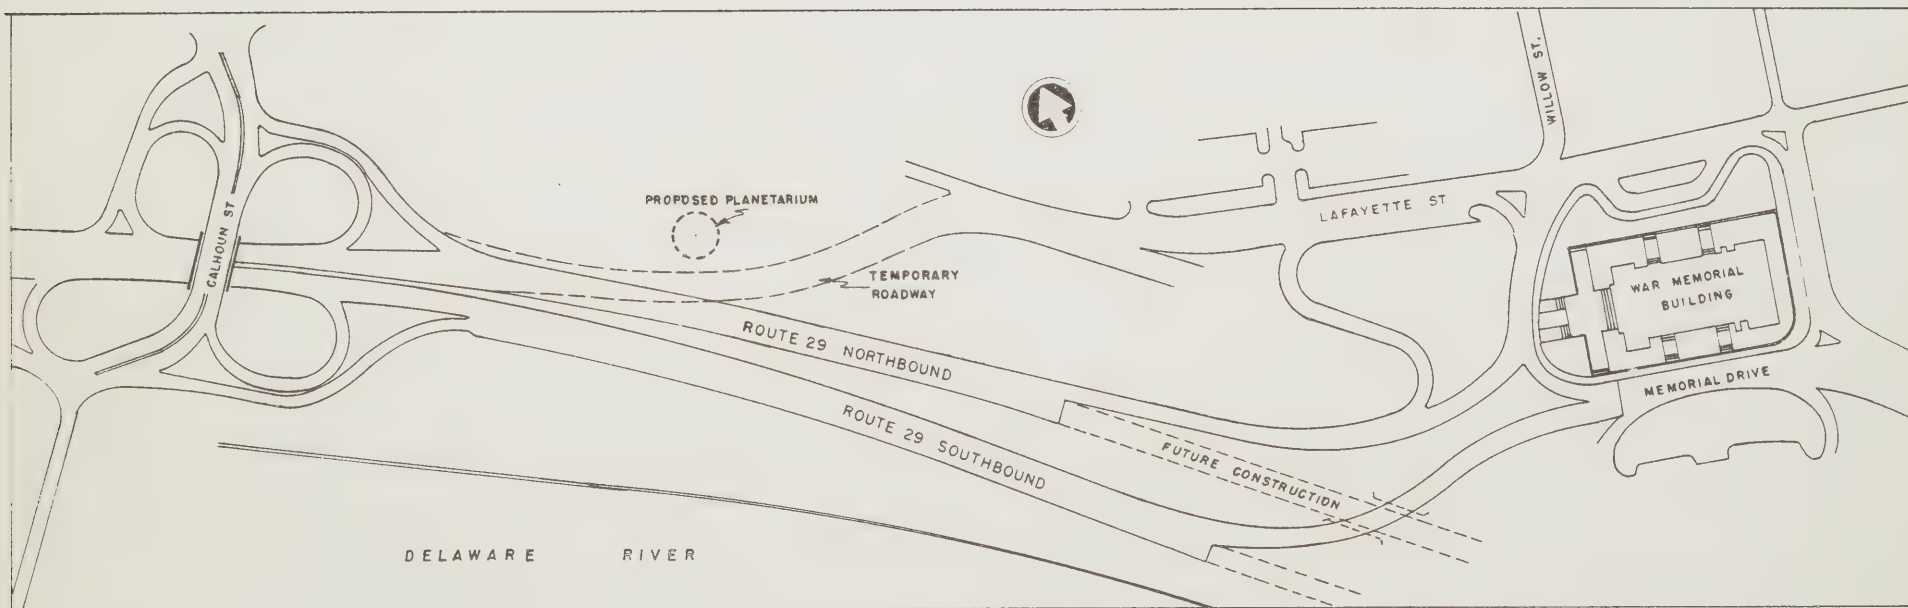 WILLOW ST.
PROPOSED PLANETARIUM
LAFAYETTE ST
CALHOUN ST
TEMPORARY
ROADWAY
WAR MEMORIAL
BUILDING
ROUTE 29 NORTHBOUND
MEMORIAL DRIVE
ROUTE 29 SOUTHBOUND
FUTURE CONSTRUCTION
DELAWARE RIVER